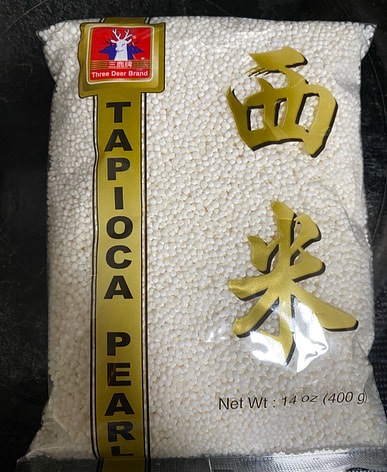 三鹿牌
Three Deer Brand
TAPIOCA PEARL
西米
Net Wt : 14 oz (400 g)